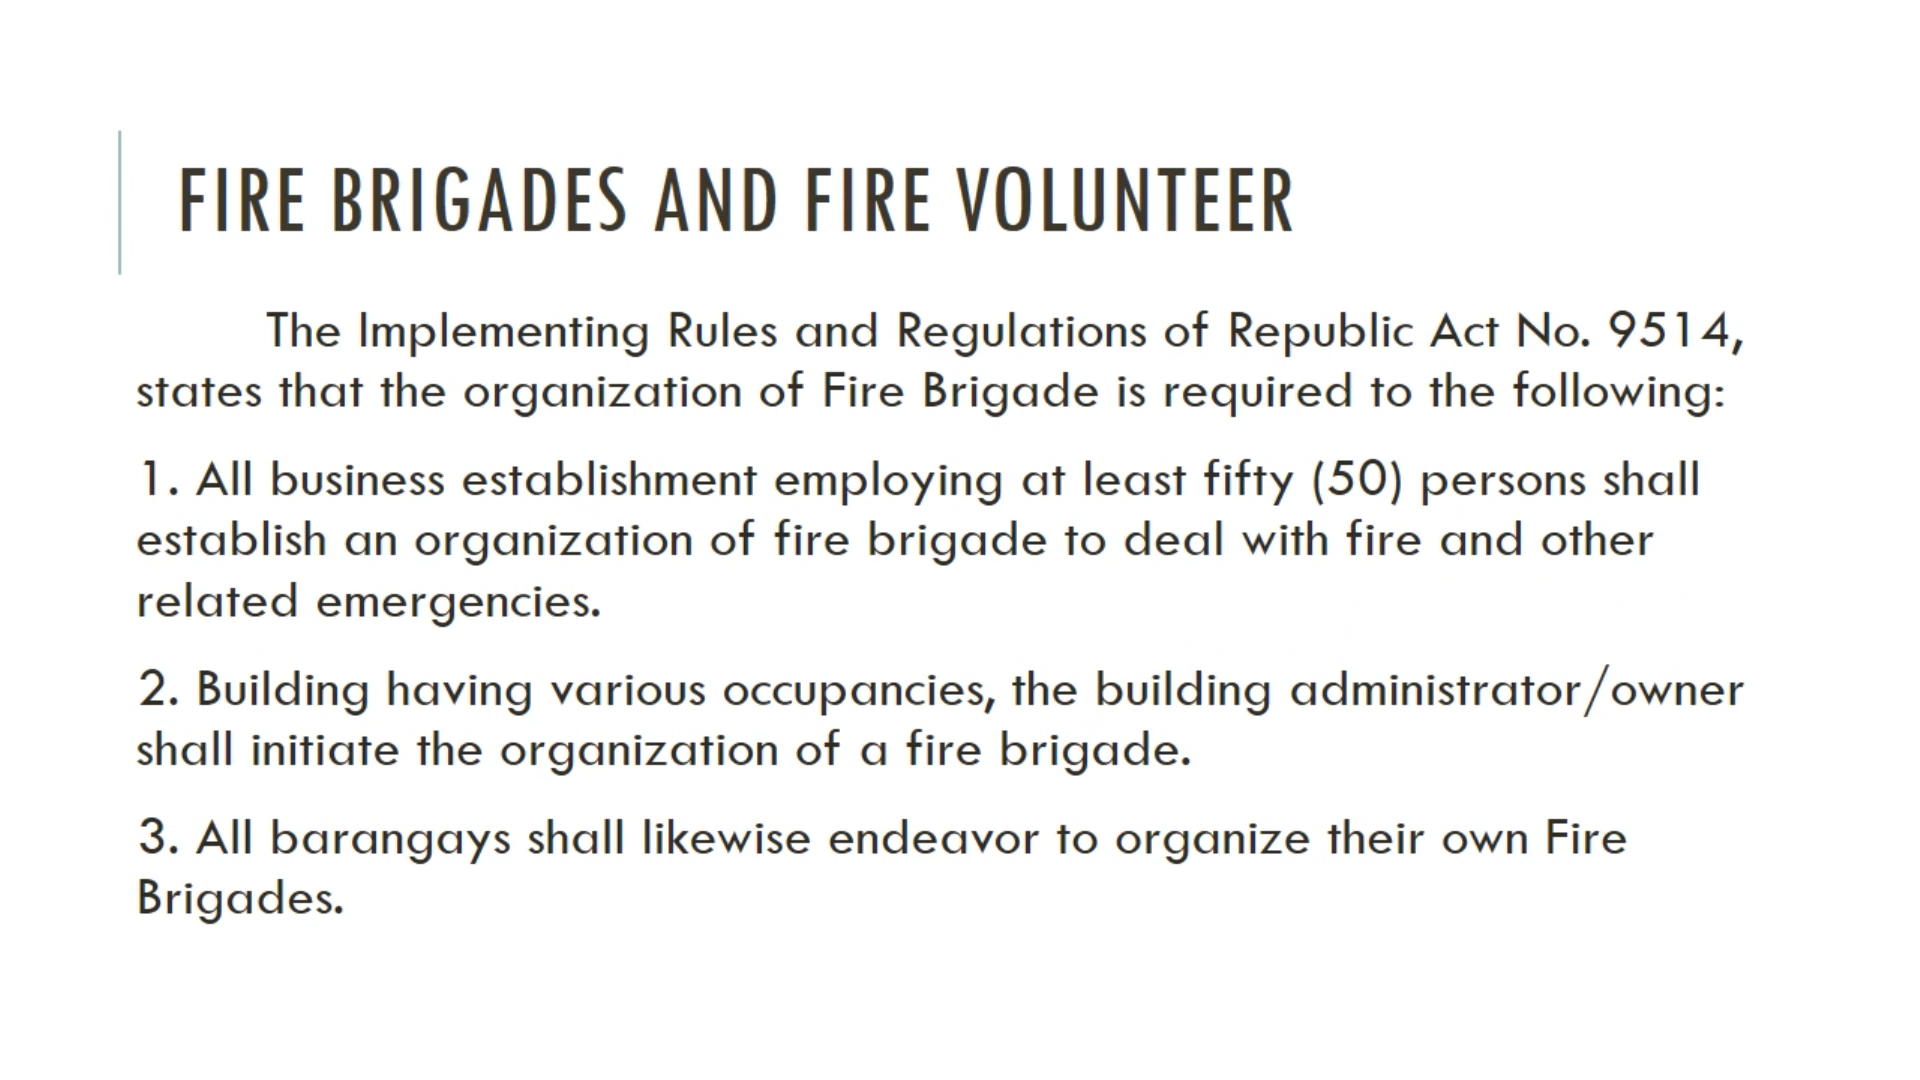 FIRE BRIGADES AND FIRE VOLUNTEER
The Implementing Rules and Regulations of Republic Act No. 9514,
states that the organization of Fire Brigade is required to the following:
1. All business establishment employing at least fifty (50) persons shall
establish an organization of fire brigade to deal with fire and other
related emergencies.
2. Building having various occupancies, the building administrator/owner
shall initiate the organization of a fire brigade.
3. All barangays shall likewise endeavor to organize their own Fire
Brigades.